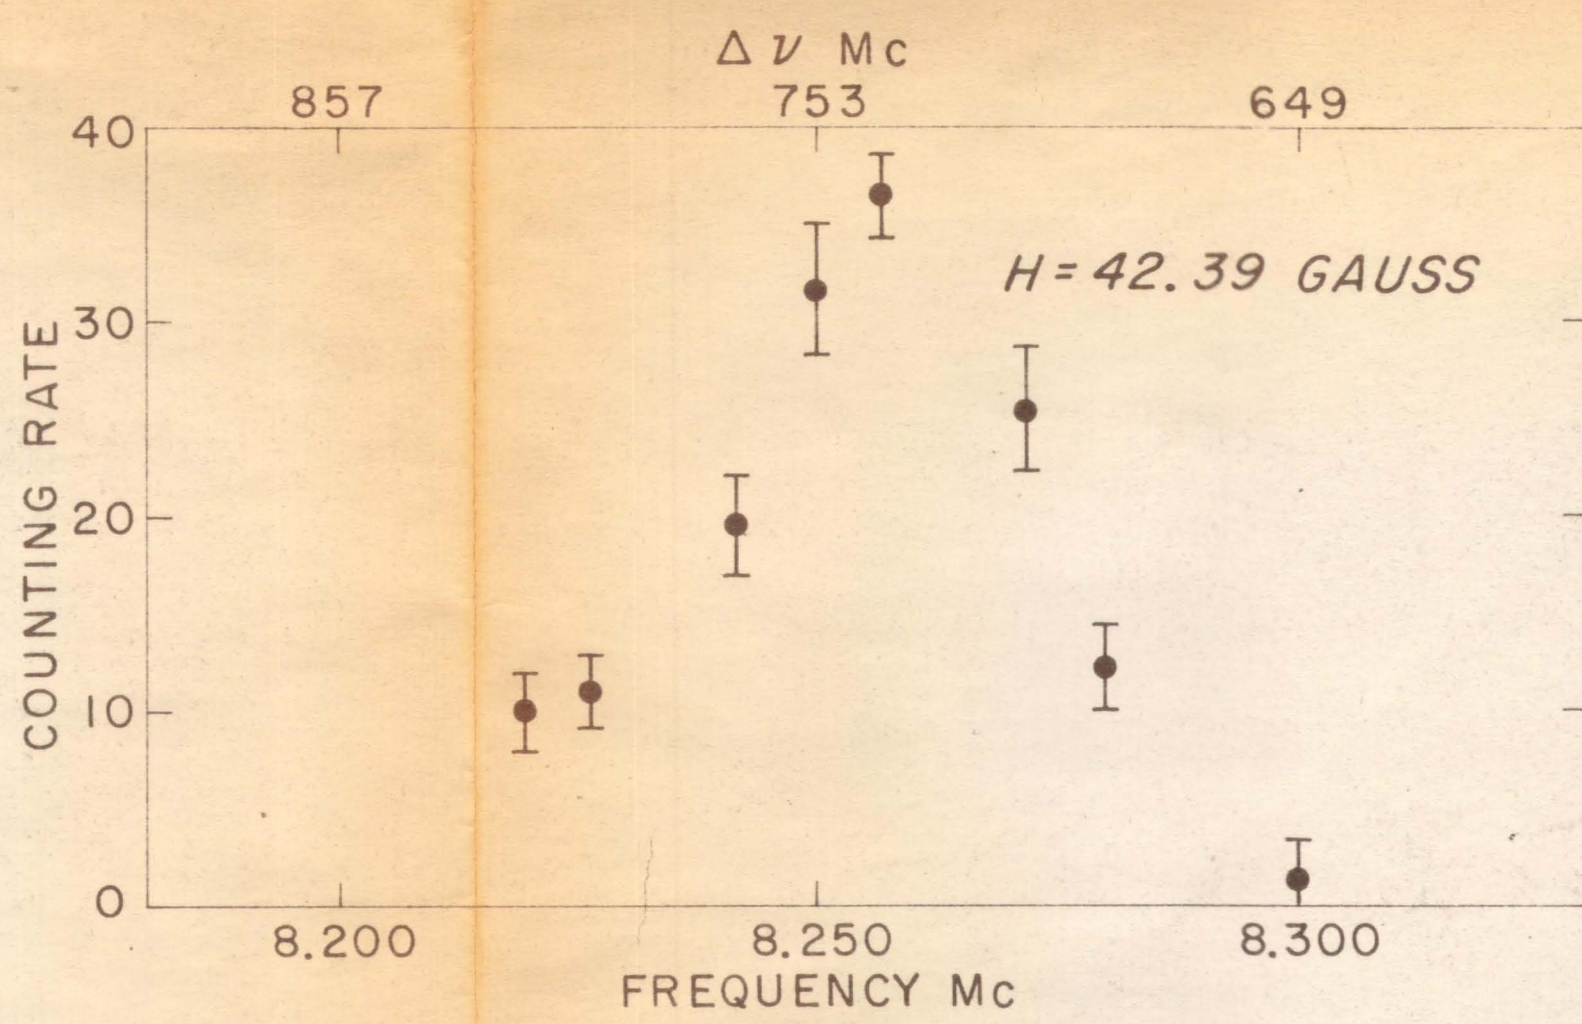 Δν Mc
857 753 649
40
30
20
10
0
COUNTING RATE
H = 42.39 GAUSS
8.200 8.250 8.300
FREQUENCY Mc